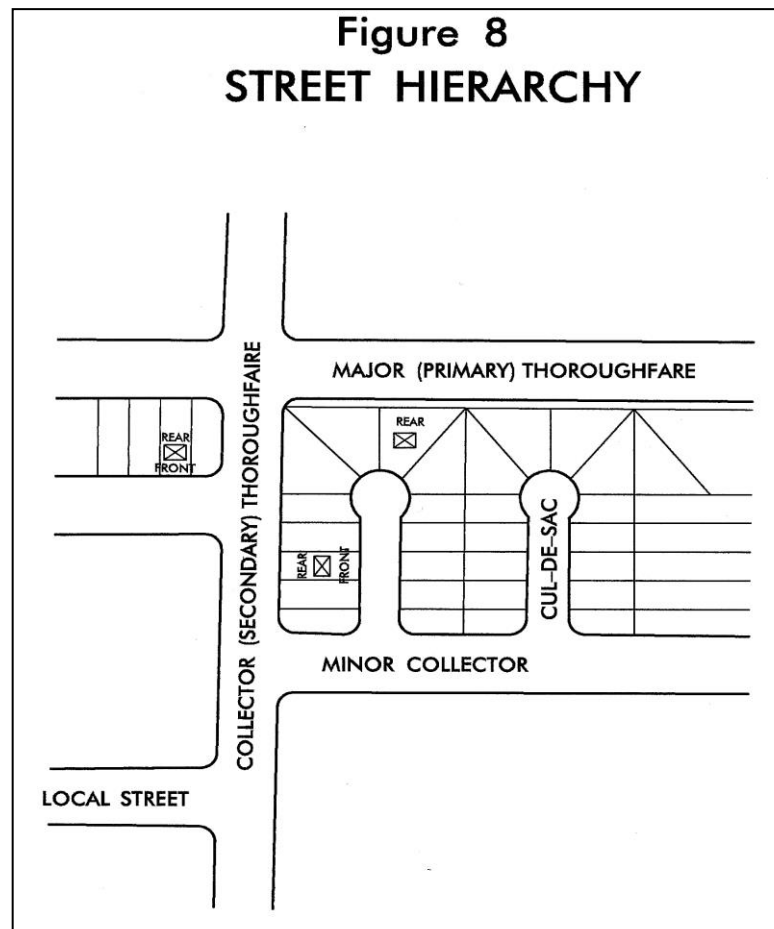 Figure 8
STREET HIERARCHY
COLLECTOR (SECONDARY) THOROUGHFAIRE
MAJOR (PRIMARY) THOROUGHFARE
REAR
FRONT
REAR
REAR
FRONT
CUL-DE-SAC
MINOR COLLECTOR
LOCAL STREET